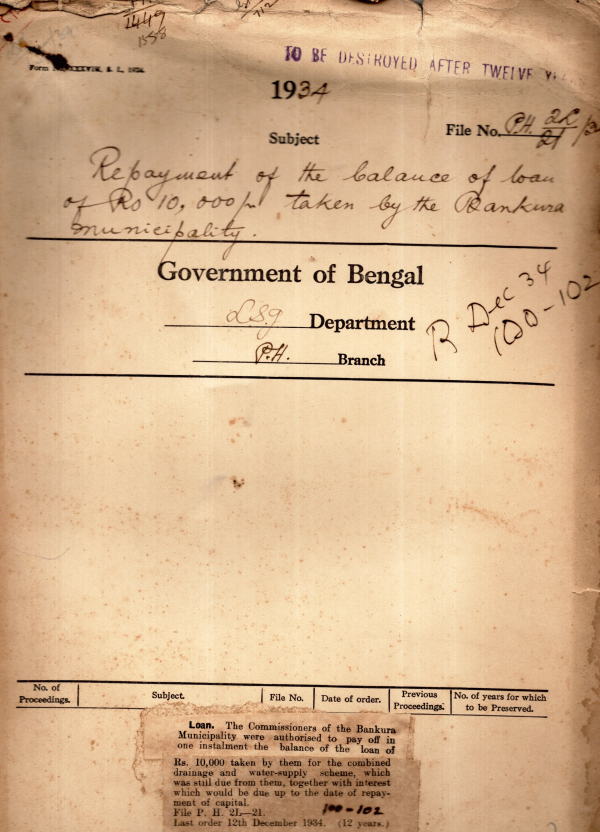 1449
1358
7/2
TO BE DESTROYED AFTER TWELVE
Form
1934
File No. P.H. 2L/21
Subject
Repayment of the balance of loan
of Rs 10,000/- taken by the Bankura
Municipality.
Government of Bengal
LSG Department
P.H. Branch
B Dec 34
100-102
No. of Proceedings. Subject. File No. Date of order. Previous Proceedings. No. of years for which to be Preserved.
Loan. The Commissioners of the Bankura
Municipality were authorised to pay off in
one instalment the balance of the loan of
Rs. 10,000 taken by them for the combined
drainage and water-supply scheme, which
was still due from them, together with interest
which would be due up to the date of repay-
ment of capital.
File P. H. 2L—21. 100-102
Last order 12th December 1934. (12 years.)